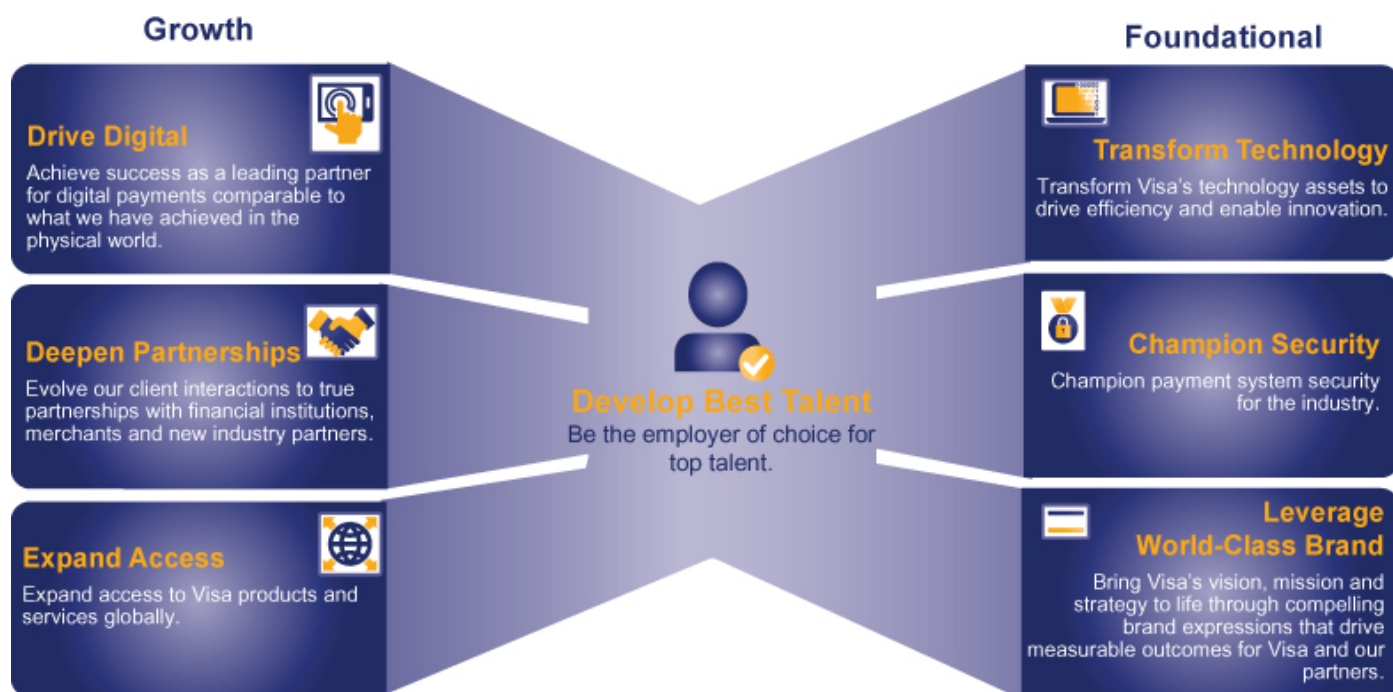 Growth
Drive Digital
Achieve success as a leading partner
for digital payments comparable to
what we have achieved in the
physical world.
Deepen Partnerships
Evolve our client interactions to true
partnerships with financial institutions,
merchants and new industry partners.
Expand Access
Expand access to Visa products and
services globally.
Develop Best Talent
Be the employer of choice for
top talent.
Foundational
Transform Technology
Transform Visa's technology assets to
drive efficiency and enable innovation.
Champion Security
Champion payment system security
for the industry.
Leverage
World-Class Brand
Bring Visa's vision, mission and
strategy to life through compelling
brand expressions that drive
measurable outcomes for Visa and our
partners.